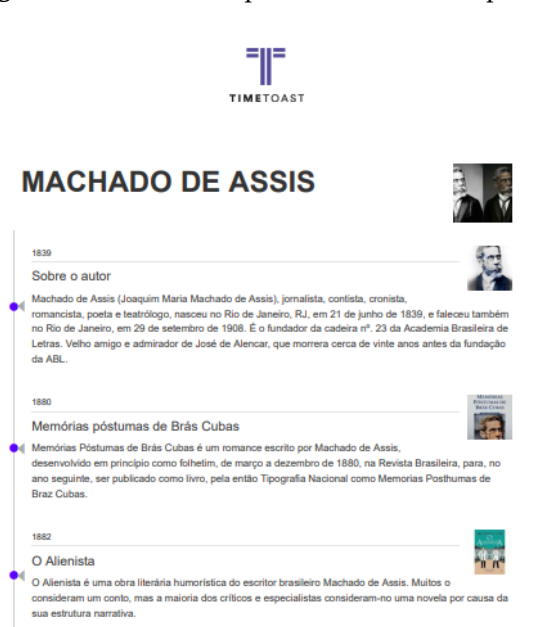 TIMETOAST
MACHADO DE ASSIS
1839
Sobre o autor
Machado de Assis (Joaquim Maria Machado de Assis), jornalista, contista, cronista,
romancista, poeta e teatrólogo, nasceu no Rio de Janeiro, RJ, em 21 de junho de 1839, e faleceu também
no Rio de Janeiro, em 29 de setembro de 1908. É o fundador da cadeira nº. 23 da Academia Brasileira de
Letras. Velho amigo e admirador de José de Alencar, que morrera cerca de vinte anos antes da fundação
da ABL.
1880
Memórias póstumas de Brás Cubas
MEMÓRIAS
PÓSTUMAS DE
BRÁS CUBAS
Memórias Póstumas de Brás Cubas é um romance escrito por Machado de Assis,
desenvolvido em princípio como folhetim, de março a dezembro de 1880, na Revista Brasileira, para, no
ano seguinte, ser publicado como livro, pela então Tipografia Nacional como Memorias Posthumas de
Braz Cubas.
1882
O Alienista
O Alienista é uma obra literária humorística do escritor brasileiro Machado de Assis. Muitos o
consideram um conto, mas a maioria dos críticos e especialistas consideram-no uma novela por causa da
sua estrutura narrativa.